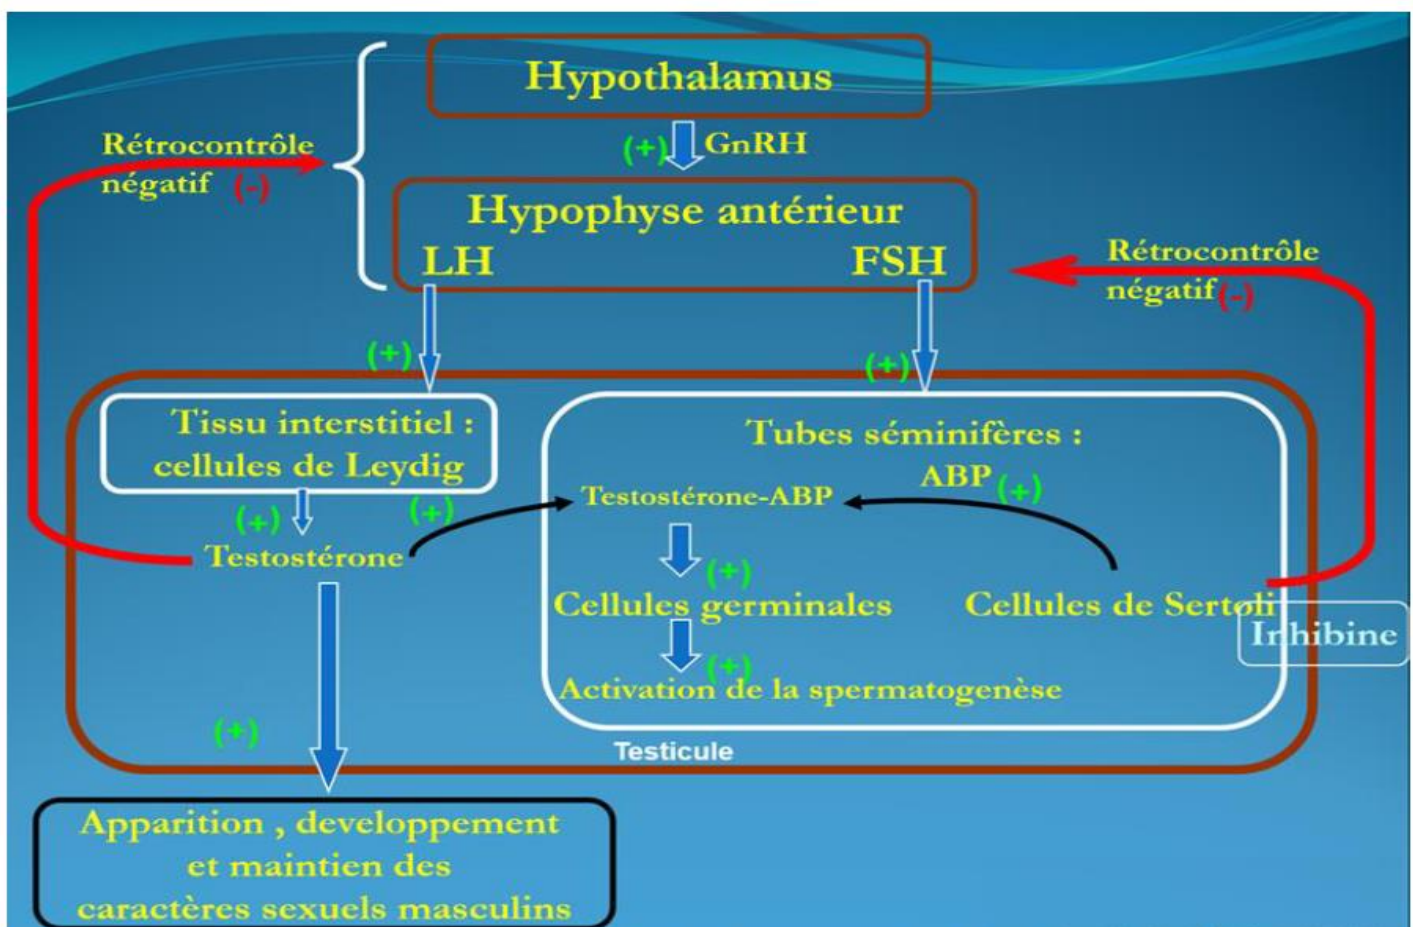 Hypothalamus
(+) GnRH
Rétrocontrôle
négatif (-)
Hypophyse antérieur
LH FSH
Rétrocontrôle
négatif(-)
(+) (+)
Tissu interstitiel :
cellules de Leydig
Tubes séminifères :
ABP (+)
Testostérone-ABP
(+) (+)
Testostérone
(+)
Cellules germinales
Cellules de Sertoli
Inhibine
(+)
Activation de la spermatogenèse
(+)
Testicule
Apparition , developpement
et maintien des
caractères sexuels masculins